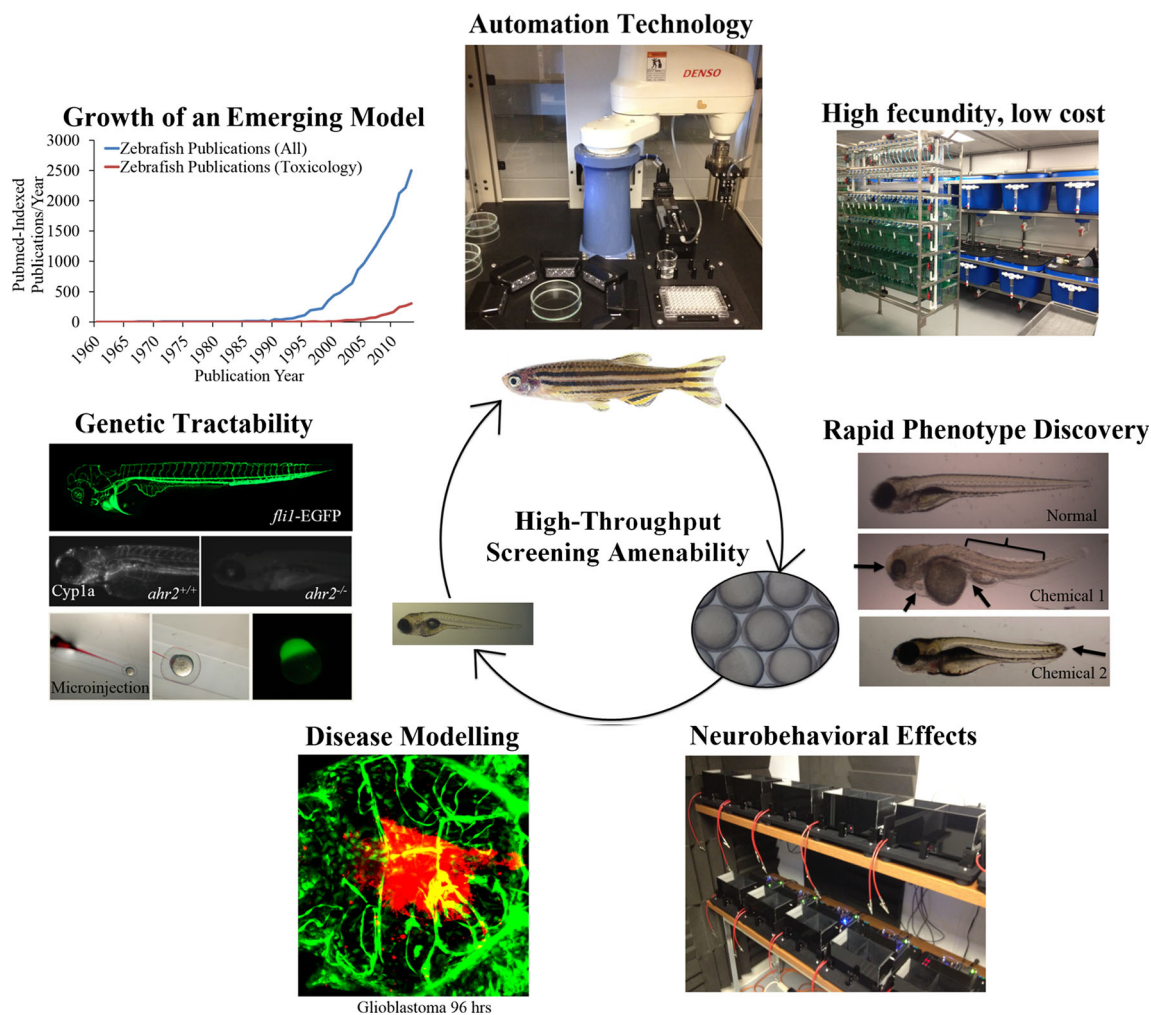 Automation Technology
DENSO
Growth of an Emerging Model
3000
2500
2000
1500
1000
500
0
Pubmed-Indexed
Publications/Year
Zebrafish Publications (All)
Zebrafish Publications (Toxicology)
1960
1965
1970
1975
1980
1985
1990
1995
2000
2005
2010
Publication Year
High fecundity, low cost
Genetic Tractability
fli1-EGFP
Cyp1a
ahr2+/+
ahr2-/-
Microinjection
High-Throughput
Screening Amenability
Rapid Phenotype Discovery
Normal
Chemical 1
Chemical 2
Disease Modelling
Glioblastoma 96 hrs
Neurobehavioral Effects